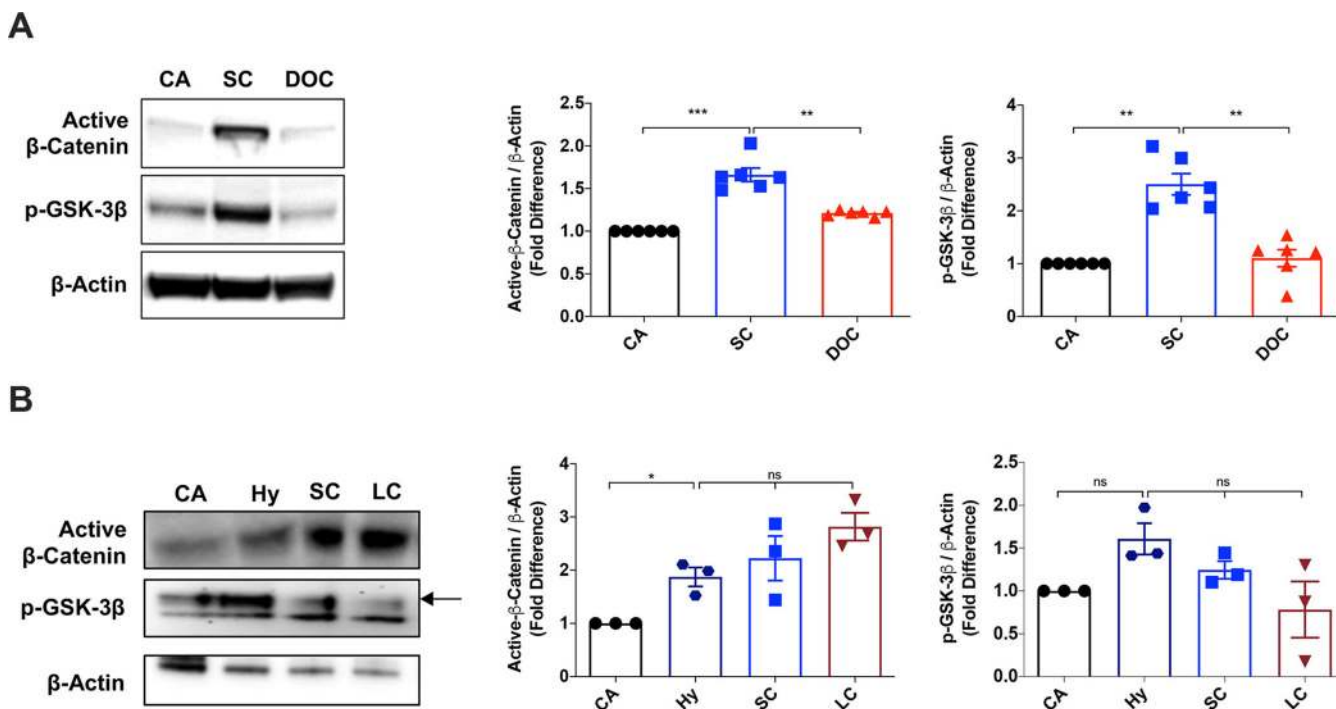 A
CA SC DOC
Active
β-Catenin
p-GSK-3β
β-Actin
Active-β-Catenin / β-Actin
(Fold Difference)
2.5
2.0
1.5
1.0
0.5
0.0
*** **
CA SC DOC
p-GSK-3β / β-Actin
(Fold Difference)
4
3
2
1
0
** **
CA SC DOC
B
CA Hy SC LC
Active
β-Catenin
p-GSK-3β
β-Actin
Active-β-Catenin / β-Actin
(Fold Difference)
4
3
2
1
0
* ns
CA Hy SC LC
p-GSK-3β / β-Actin
(Fold Difference)
2.5
2.0
1.5
1.0
0.5
0.0
ns ns
CA Hy SC LC